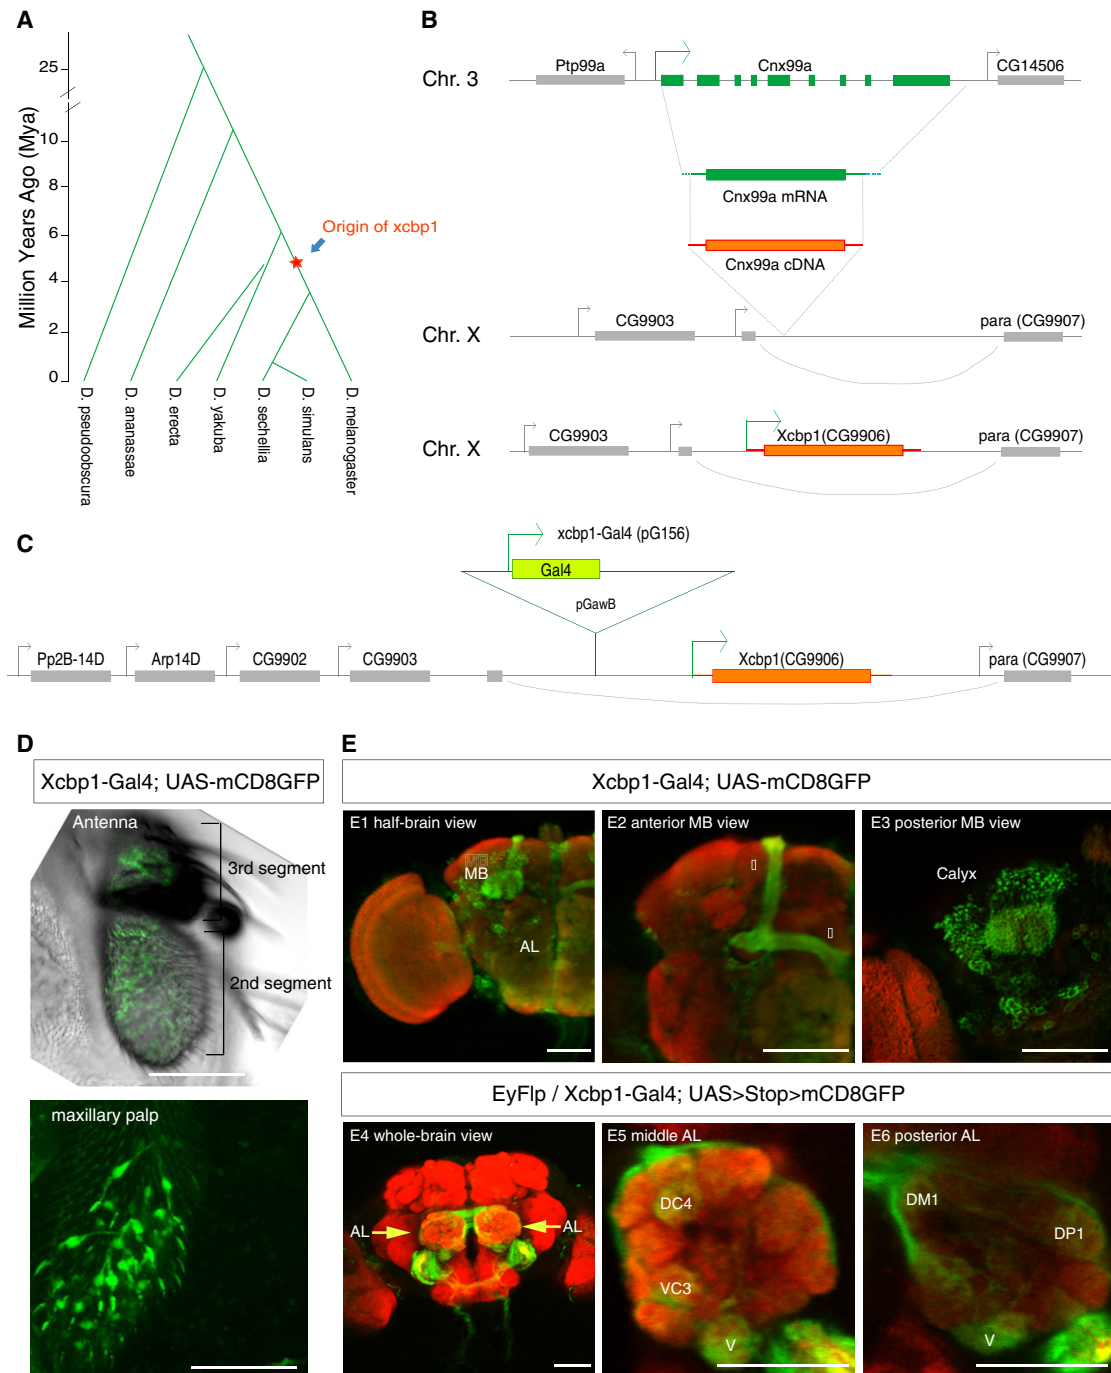 A
25
10
8
6
4
2
0
Million Years Ago (Mya)
Origin of xcbp1
D. pseudoobscura
D. ananassae
D. erecta
D. yakuba
D. sechellia
D. simulans
D. melanogaster
B
Chr. 3
Ptp99a
Cnx99a
CG14506
Cnx99a mRNA
Cnx99a cDNA
Chr. X
CG9903
para (CG9907)
Chr. X
CG9903
Xcbp1(CG9906)
para (CG9907)
C
xcbp1-Gal4 (pG156)
Gal4
pGawB
Pp2B-14D
Arp14D
CG9902
CG9903
Xcbp1(CG9906)
para (CG9907)
D
Xcbp1-Gal4; UAS-mCD8GFP
Antenna
3rd segment
2nd segment
maxillary palp
E
Xcbp1-Gal4; UAS-mCD8GFP
E1 half-brain view
MB
MB
AL
E2 anterior MB view
E3 posterior MB view
Calyx
EyFlp / Xcbp1-Gal4; UAS>Stop>mCD8GFP
E4 whole-brain view
AL
AL
E5 middle AL
DC4
VC3
V
E6 posterior AL
DM1
DP1
V